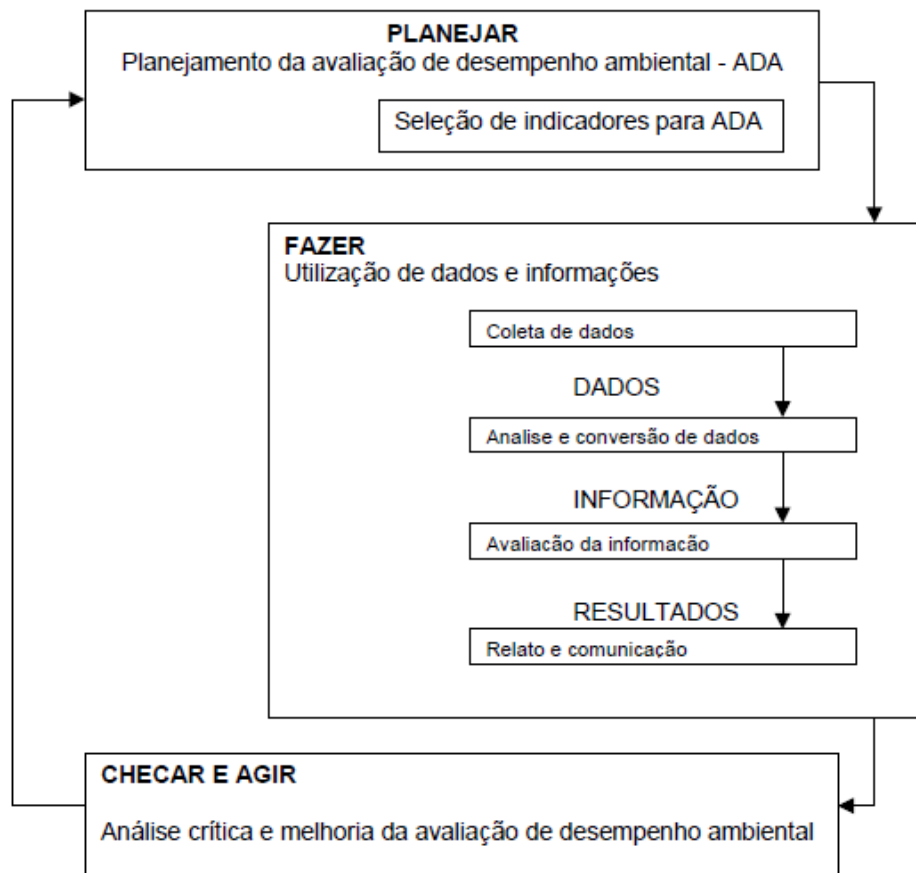 PLANEJAR
Planejamento da avaliação de desempenho ambiental - ADA
Seleção de indicadores para ADA
FAZER
Utilização de dados e informações
Coleta de dados
DADOS
Analise e conversão de dados
INFORMAÇÃO
Avaliacão da informacão
RESULTADOS
Relato e comunicação
CHECAR E AGIR
Análise crítica e melhoria da avaliação de desempenho ambiental